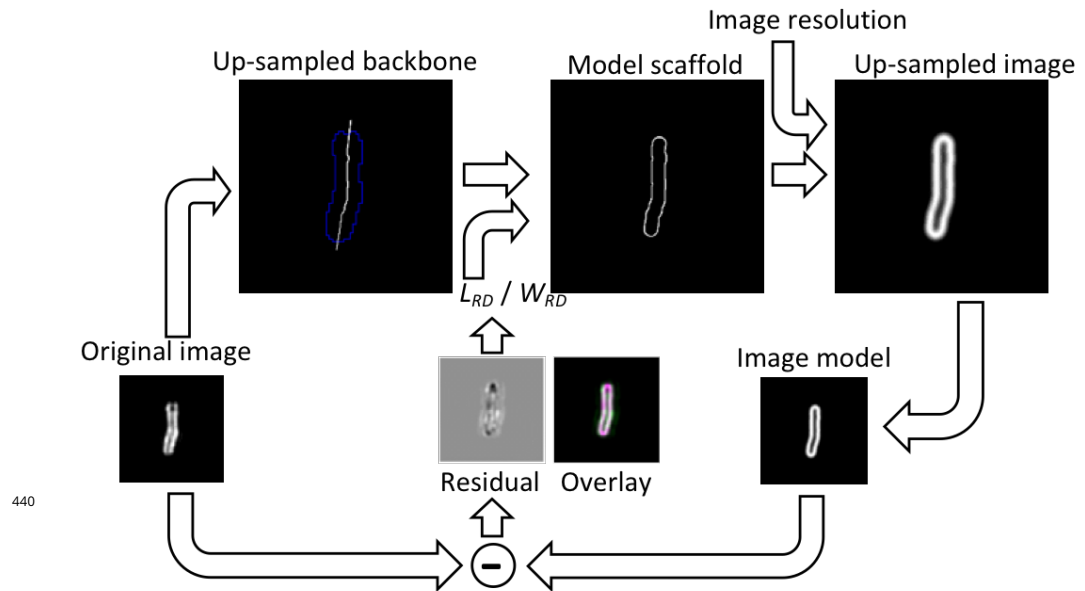 Image resolution
Up-sampled backbone
Model scaffold
Up-sampled image
L_RD / W_RD
Original image
Image model
Residual
Overlay
440
−